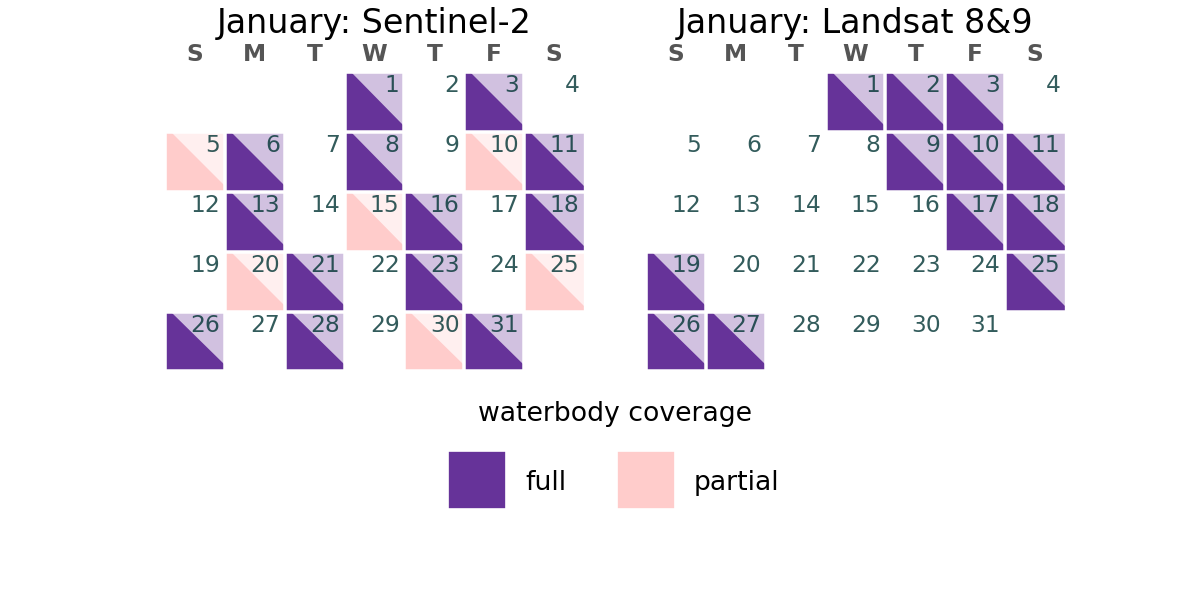 January: Sentinel-2
S M T W T F S
1 2 3 4
5 6 7 8 9 10 11
12 13 14 15 16 17 18
19 20 21 22 23 24 25
26 27 28 29 30 31
January: Landsat 8&9
S M T W T F S
1 2 3 4
5 6 7 8 9 10 11
12 13 14 15 16 17 18
19 20 21 22 23 24 25
26 27 28 29 30 31
waterbody coverage
full partial